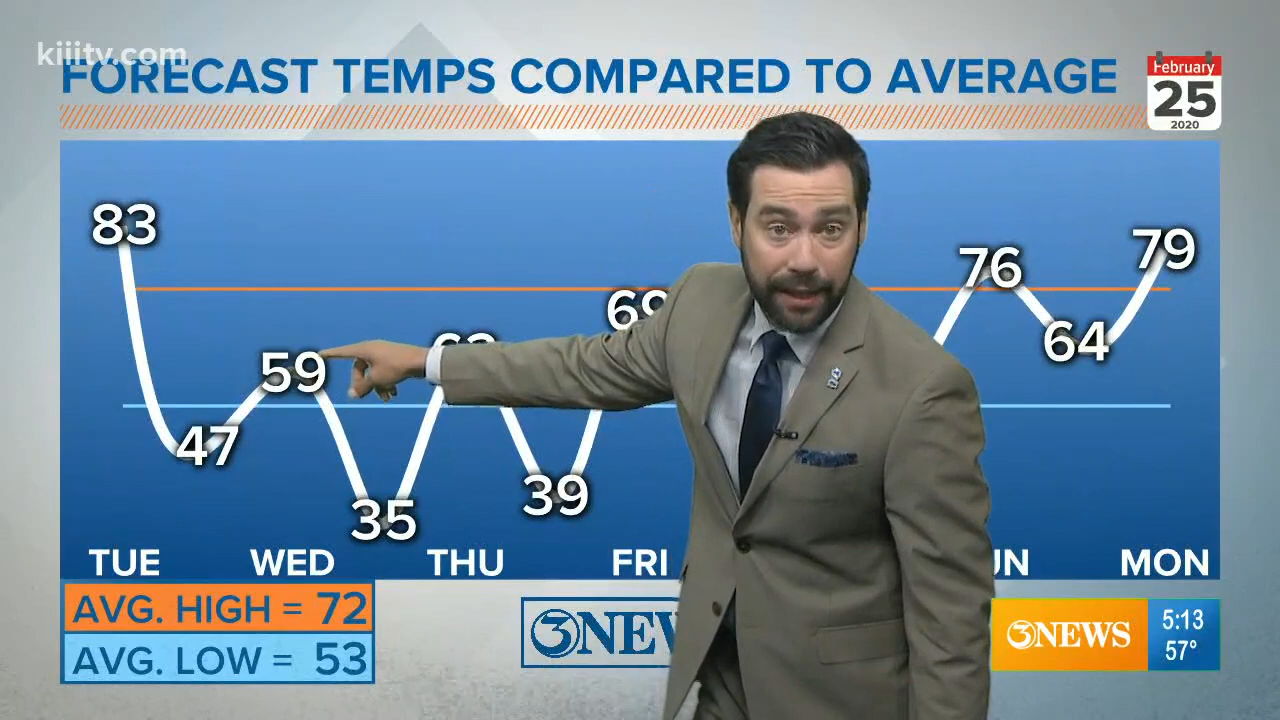 kiiitv.com
FORECAST TEMPS COMPARED TO AVERAGE
February
25
2020
83
79
76
69
64
59
47
39
35
TUE WED THU FRI MON
AVG. HIGH = 72
AVG. LOW = 53
3NEWS
5:13
57°